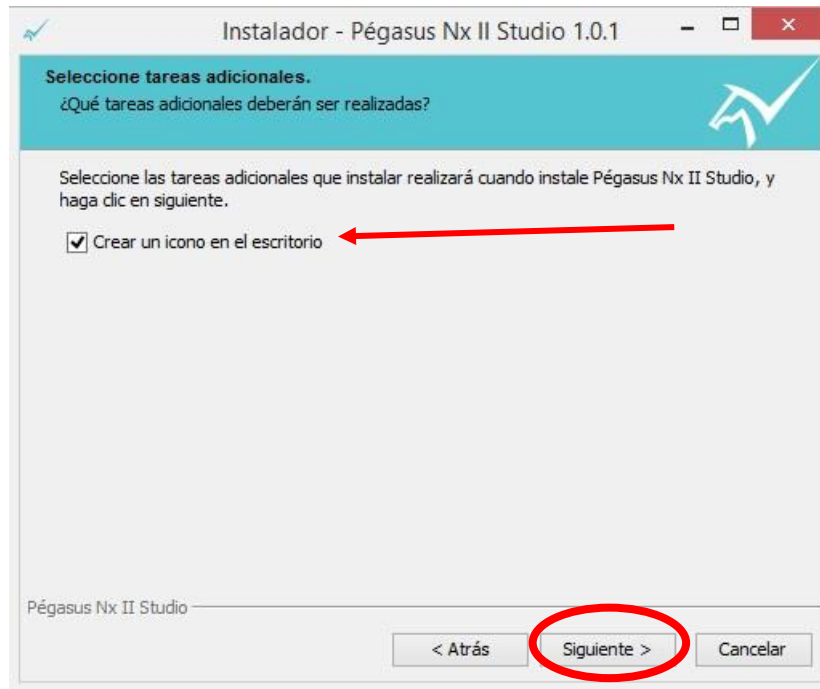 Instalador - Pégasus Nx II Studio 1.0.1
Seleccione tareas adicionales.
¿Qué tareas adicionales deberán ser realizadas?
Seleccione las tareas adicionales que instalar realizará cuando instale Pégasus Nx II Studio, y
haga clic en siguiente.
Crear un icono en el escritorio
Pégasus Nx II Studio
< Atrás
Siguiente >
Cancelar